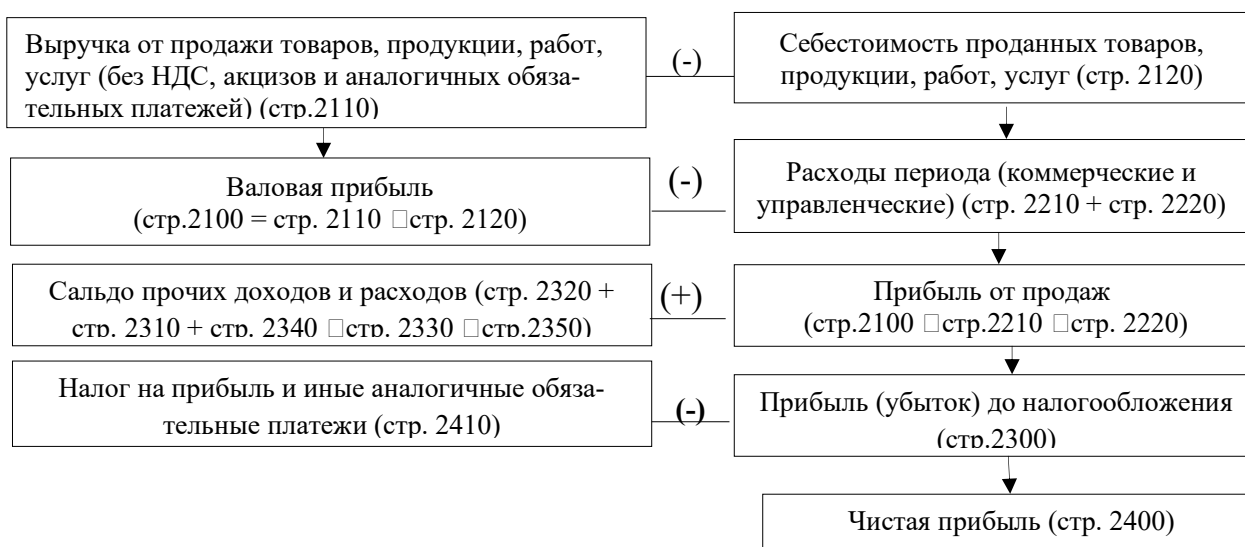 Выручка от продажи товаров, продукции, работ,
услуг (без НДС, акцизов и аналогичных обяза-
тельных платежей) (стр.2110)
(-)
Себестоимость проданных товаров,
продукции, работ, услуг (стр. 2120)
Валовая прибыль
(стр.2100 = стр. 2110 □стр. 2120)
(-)
Расходы периода (коммерческие и
управленческие) (стр. 2210 + стр. 2220)
Сальдо прочих доходов и расходов (стр. 2320 +
стр. 2310 + стр. 2340 □стр. 2330 □стр.2350)
(+)
Прибыль от продаж
(стр.2100 □стр.2210 □стр. 2220)
Налог на прибыль и иные аналогичные обяза-
тельные платежи (стр. 2410)
(-)
Прибыль (убыток) до налогообложения
(стр.2300)
Чистая прибыль (стр. 2400)